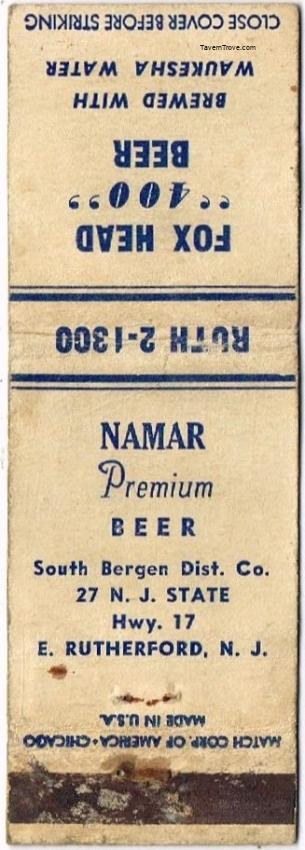 CLOSE COVER BEFORE STRIKING
TavernTrove.com
FOX HEAD
"400"
BEER
BREWED WITH
WAUKESHA WATER
RUTH 2-1300
NAMAR
Premium
BEER
South Bergen Dist. Co.
27 N. J. STATE
Hwy. 17
E. RUTHERFORD, N. J.
MATCH CORP. OF AMERICA-CHICAGO
MADE IN U.S.A.